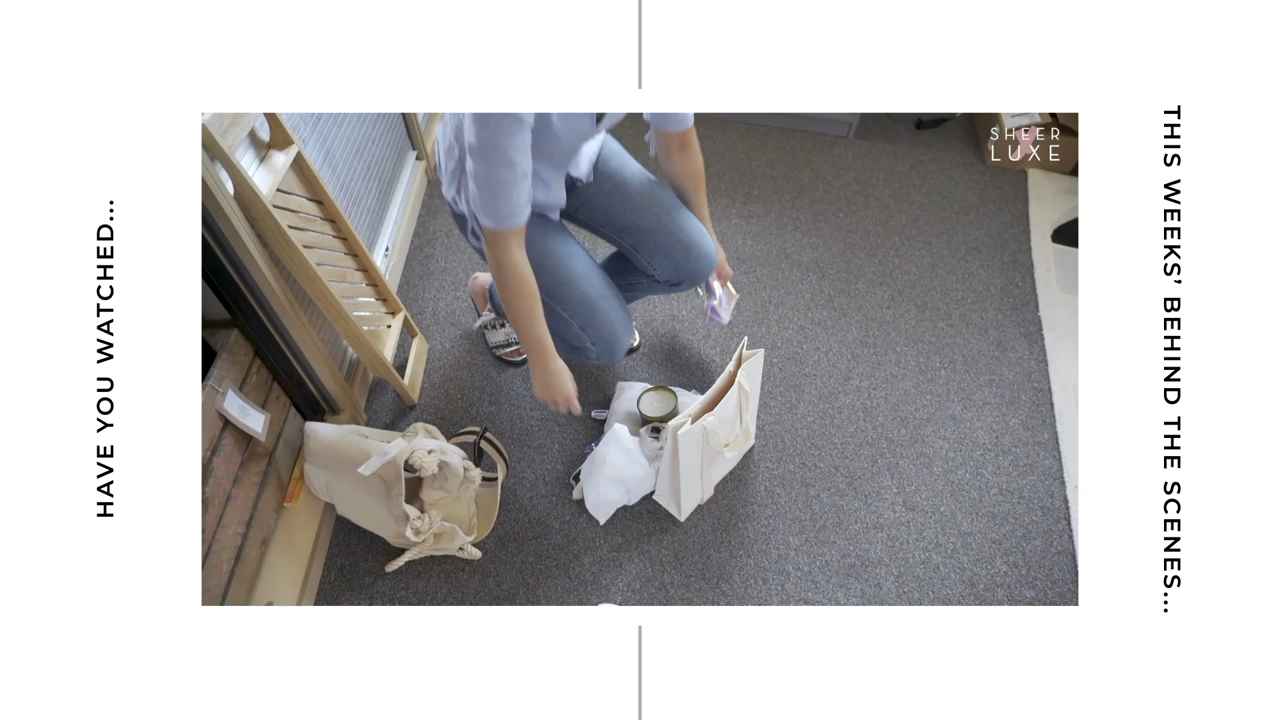 HAVE YOU WATCHED...
SHEER
LUXE
THIS WEEKS' BEHIND THE SCENES...